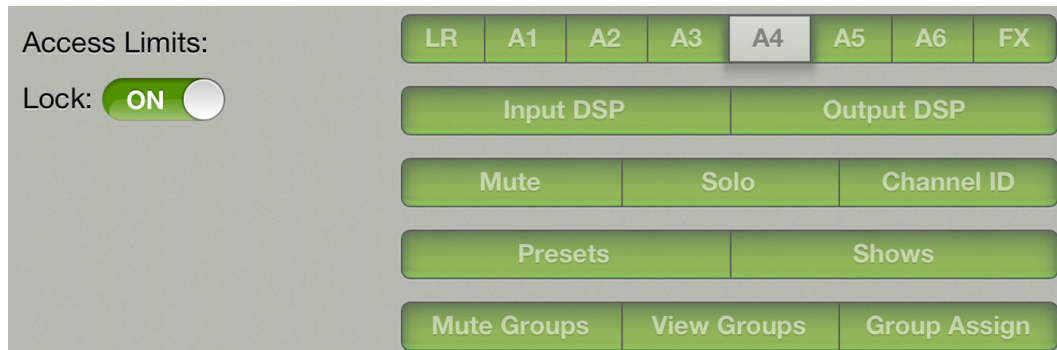 Access Limits:
LR A1 A2 A3 A4 A5 A6 FX
Lock: ON
Input DSP Output DSP
Mute Solo Channel ID
Presets Shows
Mute Groups View Groups Group Assign